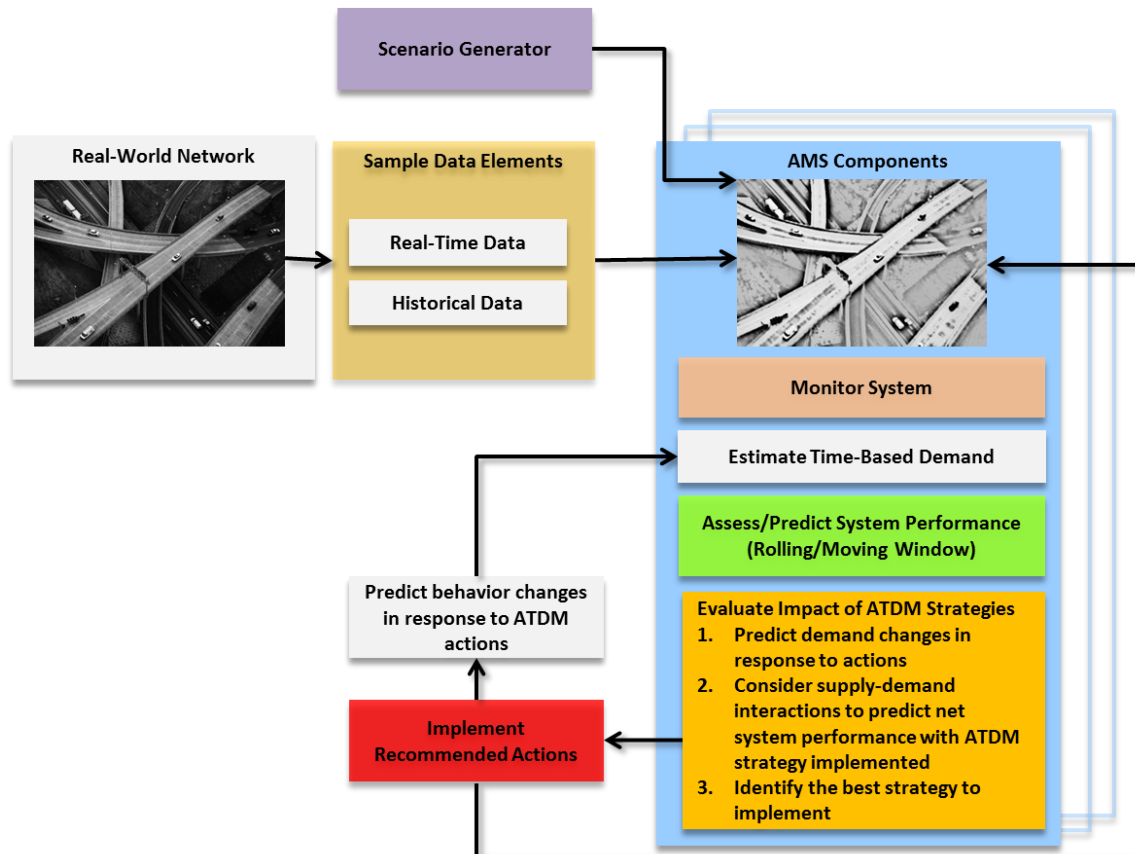 Scenario Generator
Real-World Network
Sample Data Elements
Real-Time Data
Historical Data
AMS Components
Monitor System
Estimate Time-Based Demand
Assess/Predict System Performance
(Rolling/Moving Window)
Predict behavior changes
in response to ATDM
actions
Evaluate Impact of ATDM Strategies
1. Predict demand changes in
response to actions
2. Consider supply-demand
interactions to predict net
system performance with ATDM
strategy implemented
3. Identify the best strategy to
implement
Implement
Recommended Actions